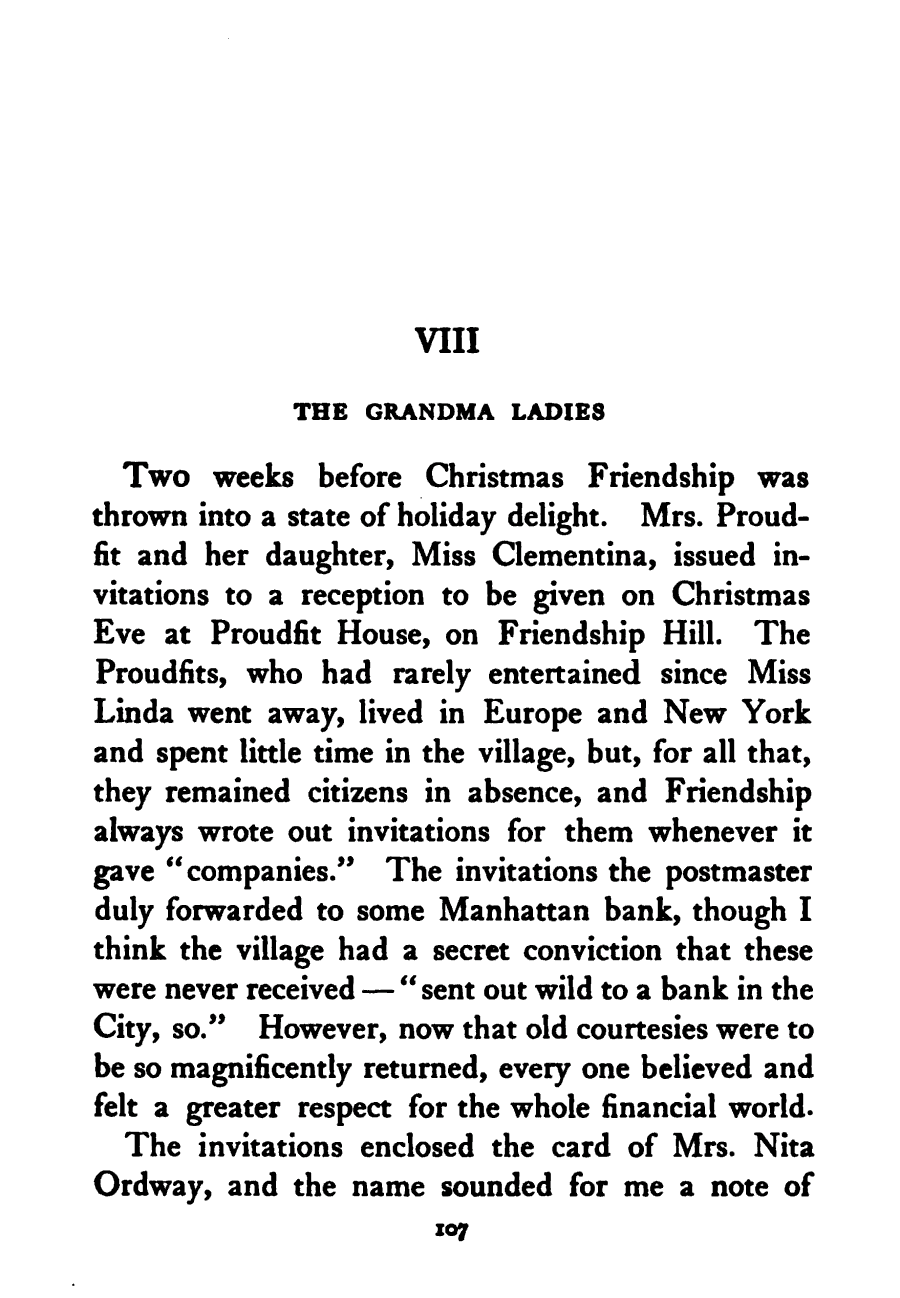 VIII
THE GRANDMA LADIES
Two weeks before Christmas Friendship was
thrown into a state of holiday delight. Mrs. Proud-
fit and her daughter, Miss Clementina, issued in-
vitations to a reception to be given on Christmas
Eve at Proudfit House, on Friendship Hill. The
Proudfits, who had rarely entertained since Miss
Linda went away, lived in Europe and New York
and spent little time in the village, but, for all that,
they remained citizens in absence, and Friendship
always wrote out invitations for them whenever it
gave “companies.” The invitations the postmaster
duly forwarded to some Manhattan bank, though I
think the village had a secret conviction that these
were never received — “sent out wild to a bank in the
City, so.” However, now that old courtesies were to
be so magnificently returned, every one believed and
felt a greater respect for the whole financial world.
The invitations enclosed the card of Mrs. Nita
Ordway, and the name sounded for me a note of
107